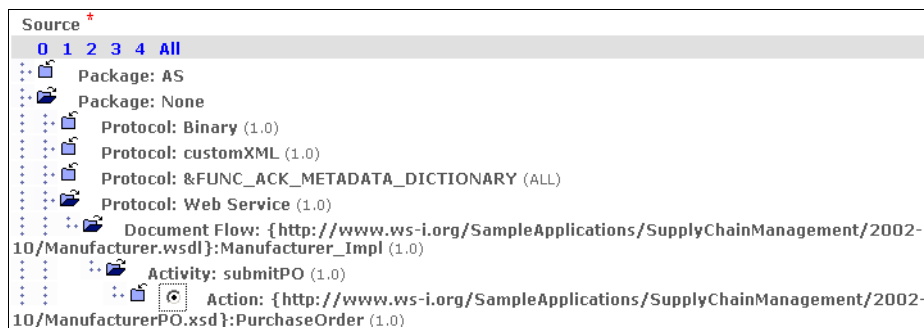 Source *
0 1 2 3 4 All
Package: AS
Package: None
Protocol: Binary (1.0)
Protocol: customXML (1.0)
Protocol: &FUNC_ACK_METADATA_DICTIONARY (ALL)
Protocol: Web Service (1.0)
Document Flow: {http://www.ws-i.org/SampleApplications/SupplyChainManagement/2002-
10/Manufacturer.wsdl}:Manufacturer_Impl (1.0)
Activity: submitPO (1.0)
Action: {http://www.ws-i.org/SampleApplications/SupplyChainManagement/2002-
10/ManufacturerPO.xsd}:PurchaseOrder (1.0)